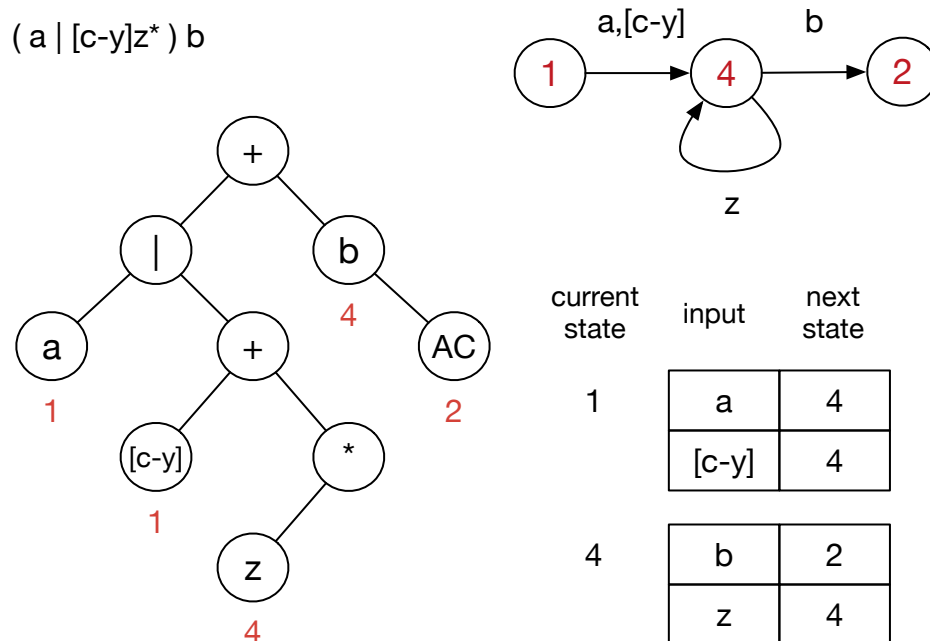 ( a | [c-y]z* ) b
a,[c-y]
b
1
4
2
z
+
|
b
4
a
1
+
AC
2
[c-y]
1
*
z
4
current state
input
next state
1
a
4
[c-y]
4
4
b
2
z
4